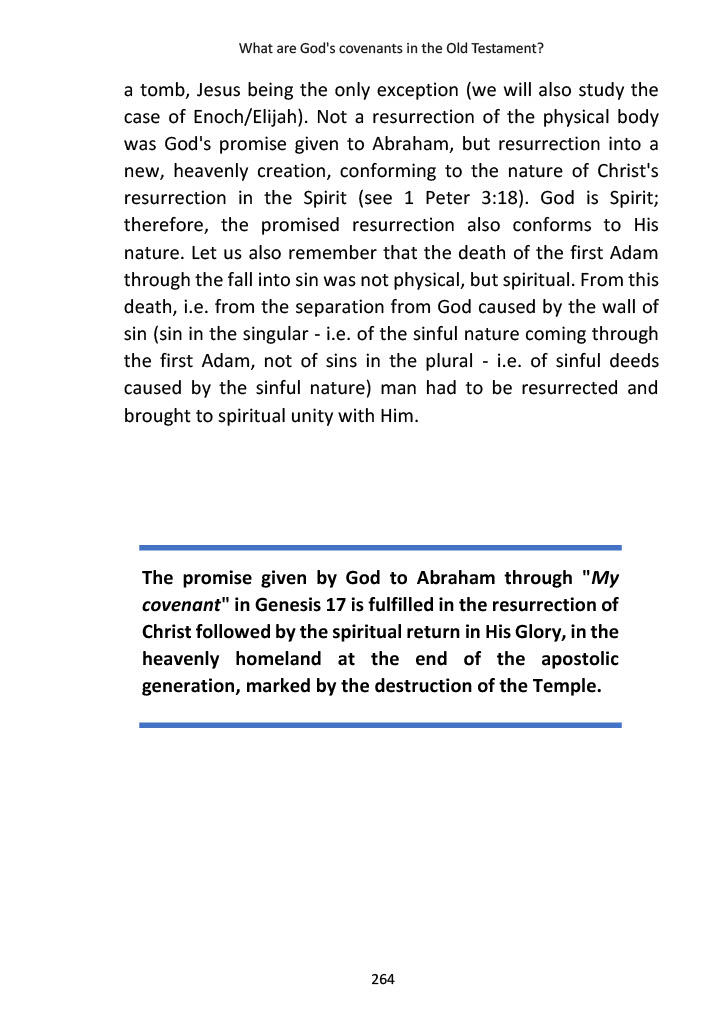 What are God's covenants in the Old Testament?
a tomb, Jesus being the only exception (we will also study the
case of Enoch/Elijah). Not a resurrection of the physical body
was God's promise given to Abraham, but resurrection into a
new, heavenly creation, conforming to the nature of Christ's
resurrection in the Spirit (see 1 Peter 3:18). God is Spirit;
therefore, the promised resurrection also conforms to His
nature. Let us also remember that the death of the first Adam
through the fall into sin was not physical, but spiritual. From this
death, i.e. from the separation from God caused by the wall of
sin (sin in the singular - i.e. of the sinful nature coming through
the first Adam, not of sins in the plural - i.e. of sinful deeds
caused by the sinful nature) man had to be resurrected and
brought to spiritual unity with Him.
The promise given by God to Abraham through "My
covenant" in Genesis 17 is fulfilled in the resurrection of
Christ followed by the spiritual return in His Glory, in the
heavenly homeland at the end of the apostolic
generation, marked by the destruction of the Temple.
264